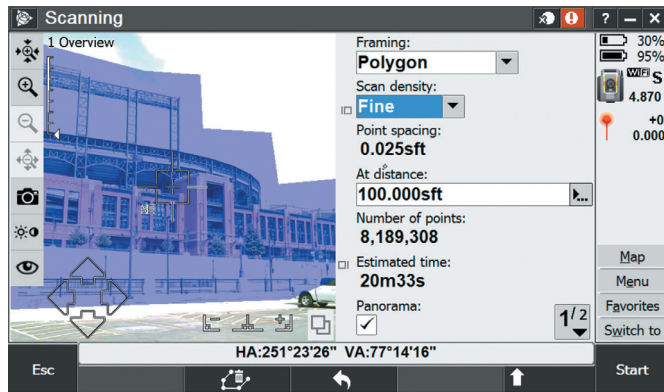 Scanning
? – ×
1 Overview
Framing:
Polygon
Scan density:
Fine
Point spacing:
0.025sft
At distance:
100.000sft
Number of points:
8,189,308
Estimated time:
20m33s
Panorama:
1/2
30%
95%
WiFi S
4.870
+0
0.000
Map
Menu
Favorites
Switch to
HA:251°23'26" VA:77°14'16"
Esc
Start